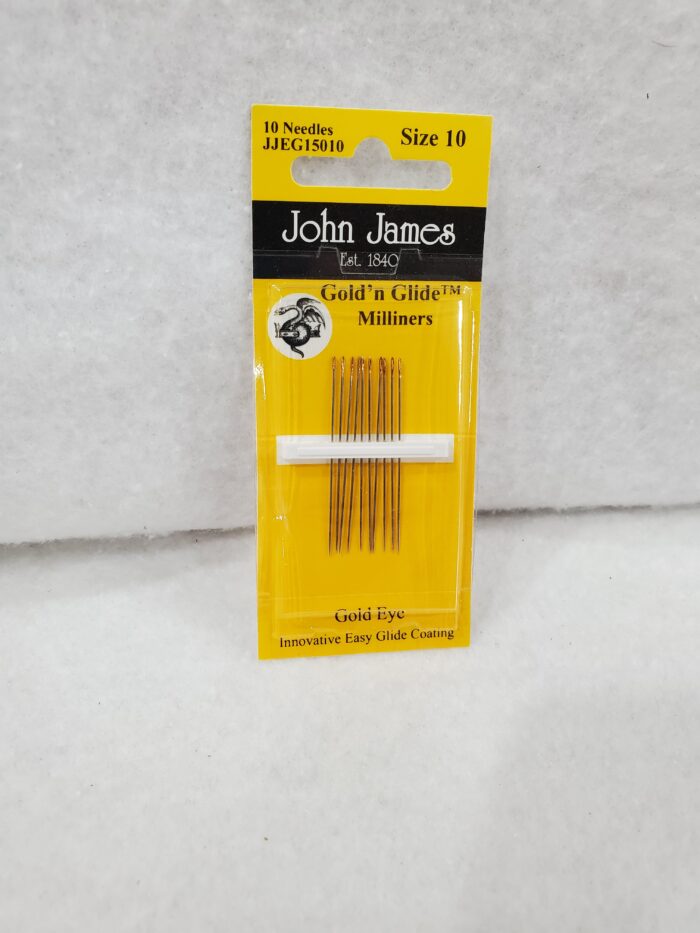 10 Needles
JJEG15010
Size 10
John James
Est. 1840
Gold'n Glide™
Milliners
Gold Eye
Innovative Easy Glide Coating